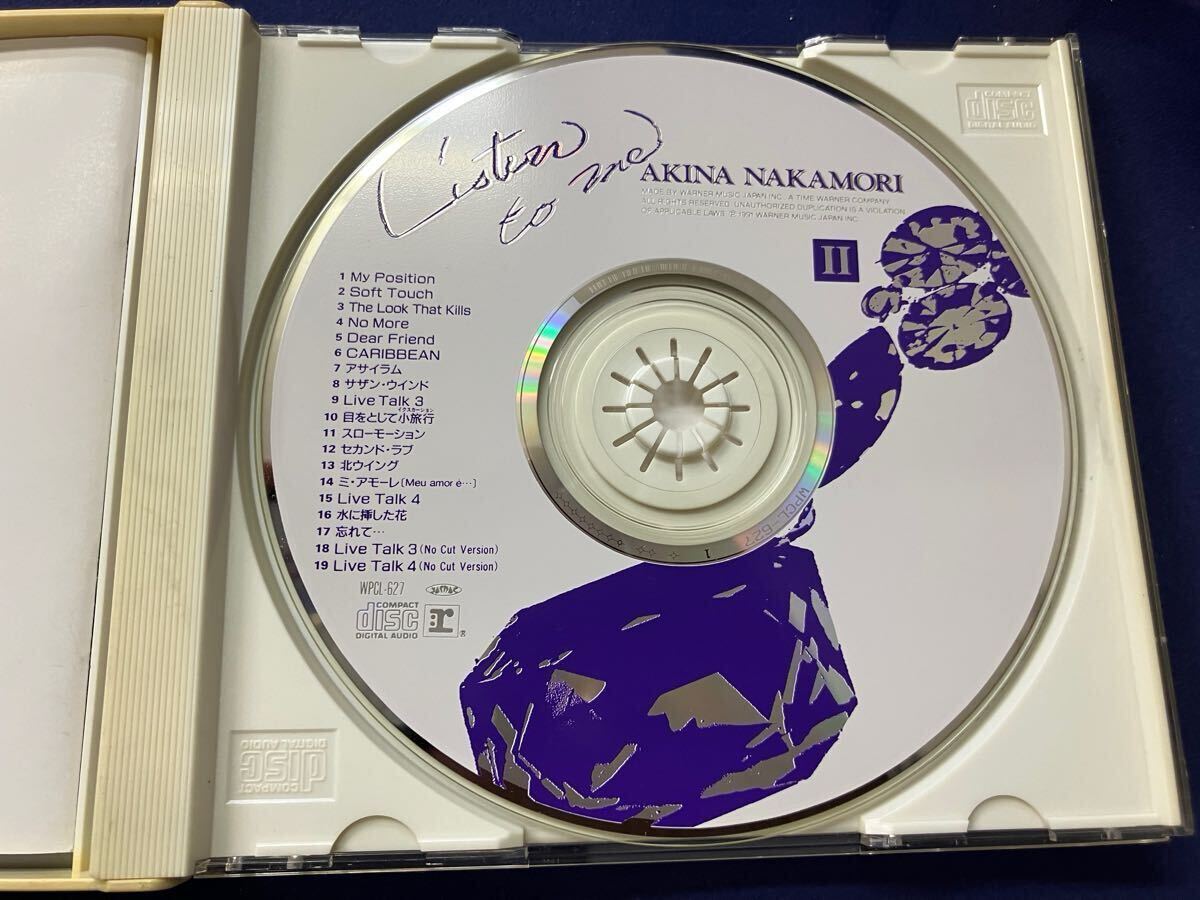 Listen
to me
AKINA NAKAMORI
MADE BY WARNER MUSIC JAPAN INC. A TIME WARNER COMPANY
ALL RIGHTS RESERVED. UNAUTHORIZED DUPLICATION IS A VIOLATION
OF APPLICABLE LAWS. ℗ 1991 WARNER MUSIC JAPAN INC.
II
1 My Position
2 Soft Touch
3 The Look That Kills
4 No More
5 Dear Friend
6 CARIBBEAN
7 アサイラム
8 サザン・ウインド
9 Live Talk 3
イクスカーション
10 目をとじて小旅行
11 スローモーション
12 セカンド・ラブ
13 北ウイング
14 ミ・アモーレ〔Meu amor é…〕
15 Live Talk 4
16 水に挿した花
17 忘れて…
18 Live Talk 3 (No Cut Version)
19 Live Talk 4 (No Cut Version)
WPCL-627
JASRAC
COMPACT
disc
DIGITAL AUDIO
r ®
WPCL-627
1
COMPACT
disc
DIGITAL AUDIO
COMPACT
disc
DIGITAL AUDIO